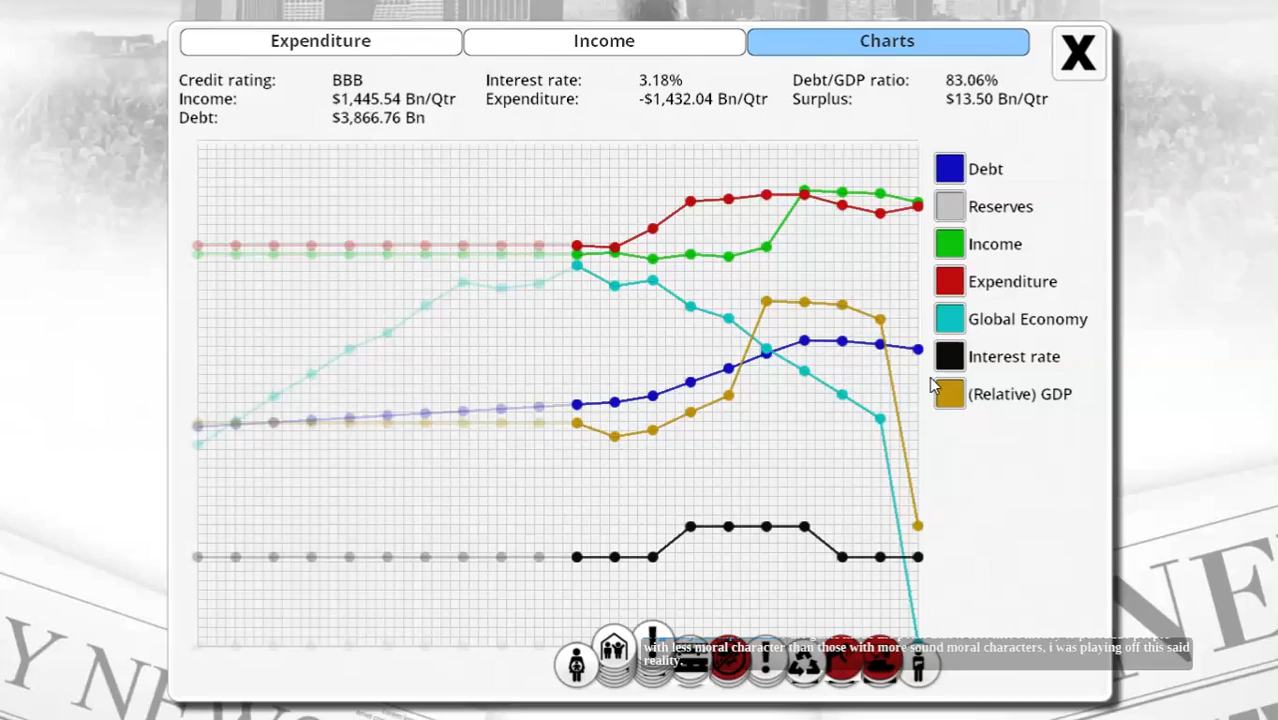 Expenditure
Income
Charts
X
Credit rating: BBB
Interest rate: 3.18%
Debt/GDP ratio: 83.06%
Income: $1,445.54 Bn/Qtr
Expenditure: -$1,432.04 Bn/Qtr
Surplus: $13.50 Bn/Qtr
Debt: $3,866.76 Bn
Debt
Reserves
Income
Expenditure
Global Economy
Interest rate
(Relative) GDP
with less moral character than those with more sound moral characters, i was playing off this said
reality.